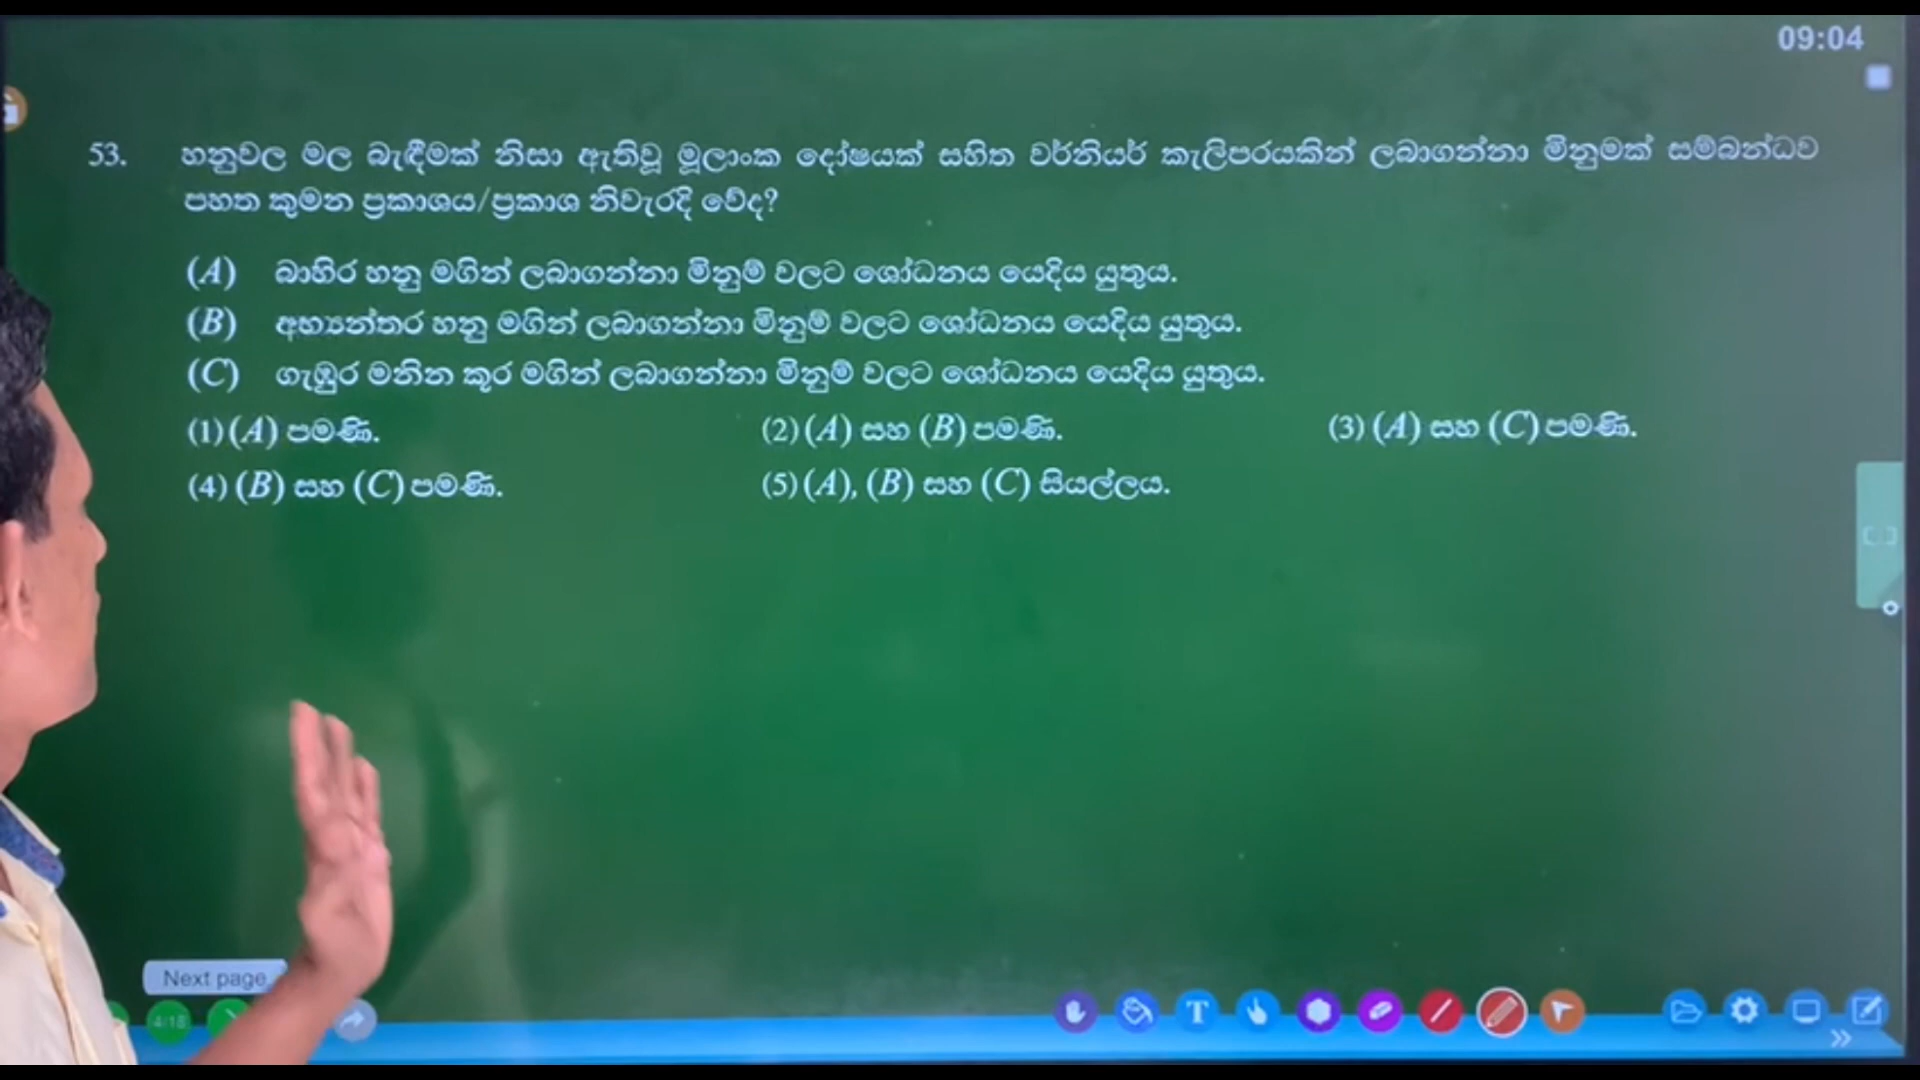 09:04
53. හනුවල මල බැඳීමක් නිසා ඇතිවූ මූලාංක දෝෂයක් සහිත වර්නියර් කැලිපරයකින් ලබාගන්නා මිනුමක් සම්බන්ධව
පහත කුමන ප්‍රකාශය/ප්‍රකාශ නිවැරදි වේද?
(A) බාහිර හනු මගින් ලබාගන්නා මිනුම් වලට ශෝධනය යෙදිය යුතුය.
(B) අභ්‍යන්තර හනු මගින් ලබාගන්නා මිනුම් වලට ශෝධනය යෙදිය යුතුය.
(C) ගැඹුර මනින කූර මගින් ලබාගන්නා මිනුම් වලට ශෝධනය යෙදිය යුතුය.
(1) (A) පමණි. (2) (A) සහ (B) පමණි. (3) (A) සහ (C) පමණි.
(4) (B) සහ (C) පමණි. (5) (A), (B) සහ (C) සියල්ලය.
Next page
4/18
T